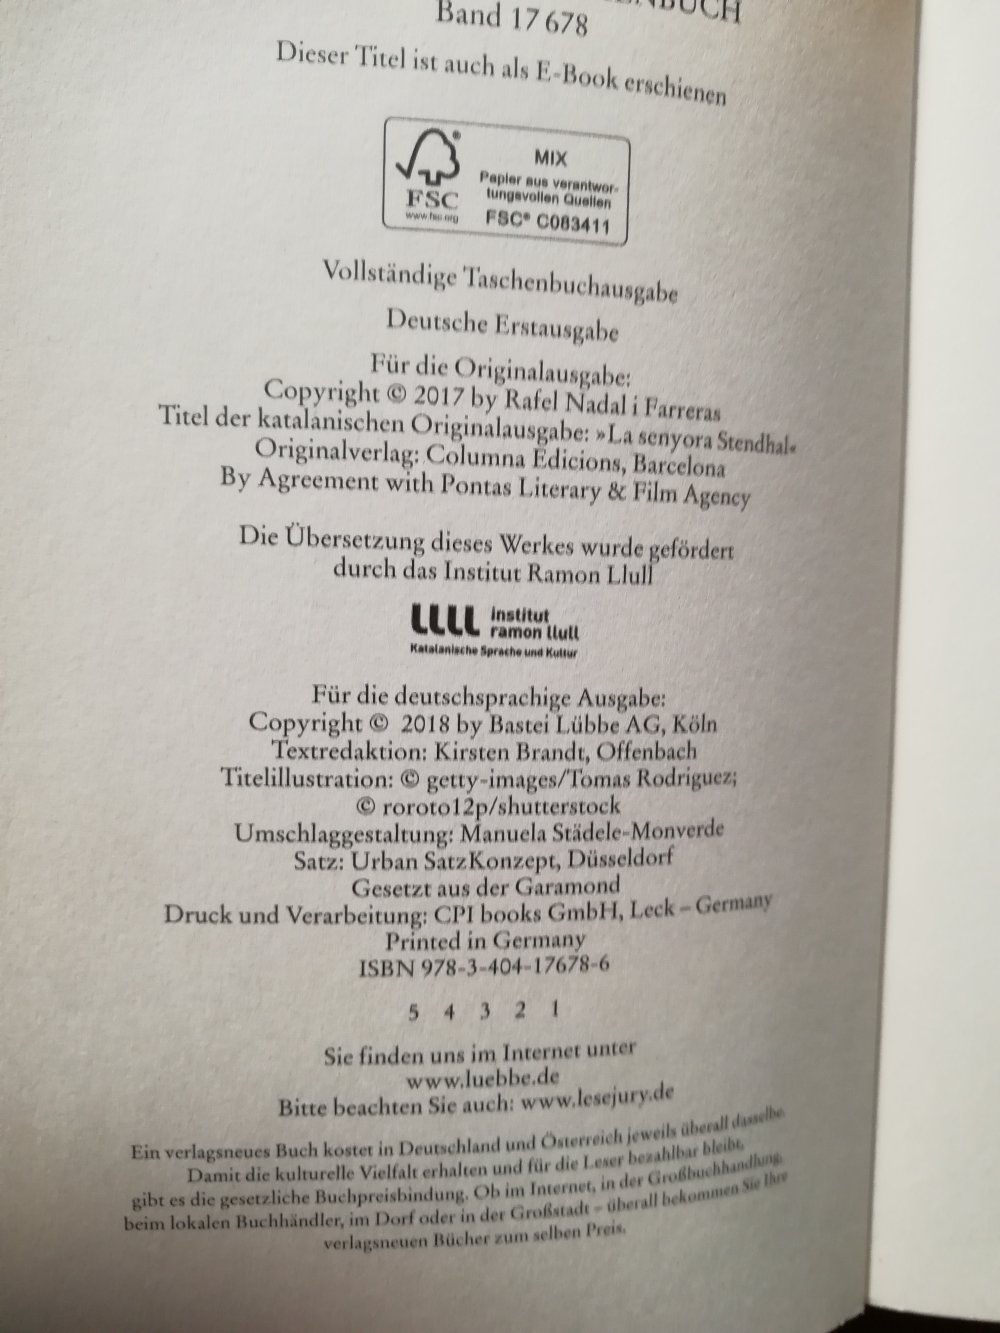 Band 17 678
Dieser Titel ist auch als E-Book erschienen
FSC
www.fsc.org
MIX
Papier aus verantwor-
tungsvollen Quellen
FSC® C083411
Vollständige Taschenbuchausgabe
Deutsche Erstausgabe
Für die Originalausgabe:
Copyright © 2017 by Rafel Nadal i Farreras
Titel der katalanischen Originalausgabe: »La senyora Stendhal«
Originalverlag: Columna Edicions, Barcelona
By Agreement with Pontas Literary & Film Agency
Die Übersetzung dieses Werkes wurde gefördert
durch das Institut Ramon Llull
LLLL institut
ramon llull
Katalanische Sprache und Kultur
Für die deutschsprachige Ausgabe:
Copyright © 2018 by Bastei Lübbe AG, Köln
Textredaktion: Kirsten Brandt, Offenbach
Titelillustration: © getty-images/Tomas Rodriguez;
© roroto12p/shutterstock
Umschlaggestaltung: Manuela Städele-Monverde
Satz: Urban SatzKonzept, Düsseldorf
Gesetzt aus der Garamond
Druck und Verarbeitung: CPI books GmbH, Leck – Germany
Printed in Germany
ISBN 978-3-404-17678-6
5 4 3 2 1
Sie finden uns im Internet unter
www.luebbe.de
Bitte beachten Sie auch: www.lesejury.de
Ein verlagsneues Buch kostet in Deutschland und Österreich jeweils überall dasselbe.
Damit die kulturelle Vielfalt erhalten und für die Leser bezahlbar bleibt,
gibt es die gesetzliche Buchpreisbindung. Ob im Internet, in der Großbuchhandlung,
beim lokalen Buchhändler, im Dorf oder in der Großstadt – überall bekommen Sie Ihre
verlagsneuen Bücher zum selben Preis.